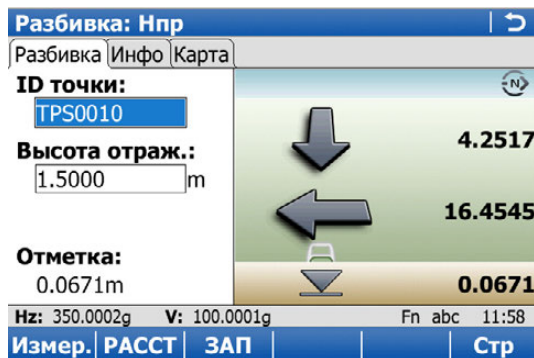 Разбивка: Нпр
Разбивка Инфо Карта
ID точки:
TPS0010
Высота отраж.:
1.5000 m
Отметка:
0.0671m
N
4.2517
16.4545
0.0671
Hz: 350.0002g V: 100.0001g Fn abc 11:58
Измер. РАССТ ЗАП Стр